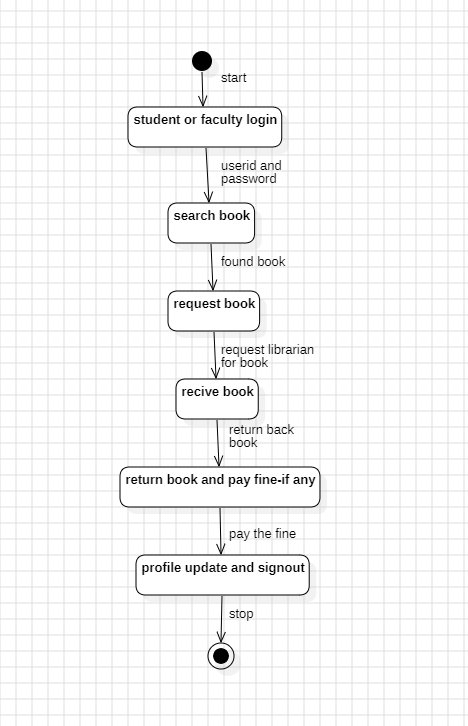 start
student or faculty login
userid and
password
search book
found book
request book
request librarian
for book
recive book
return back
book
return book and pay fine-if any
pay the fine
profile update and signout
stop